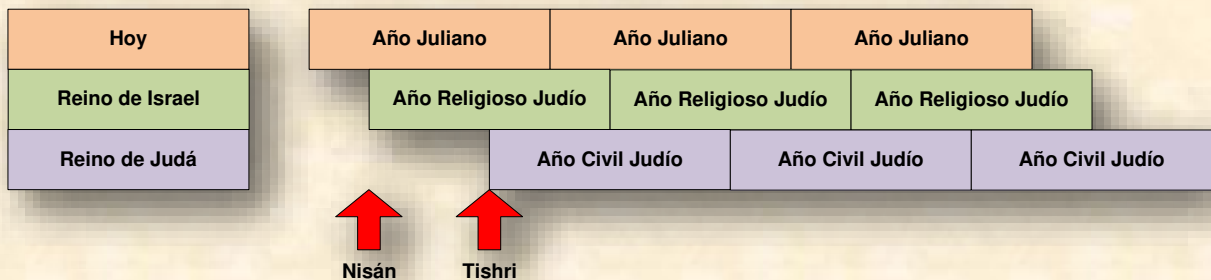 Hoy
Año Juliano
Año Juliano
Año Juliano
Reino de Israel
Año Religioso Judío
Año Religioso Judío
Año Religioso Judío
Reino de Judá
Año Civil Judío
Año Civil Judío
Año Civil Judío
Nisán
Tishri